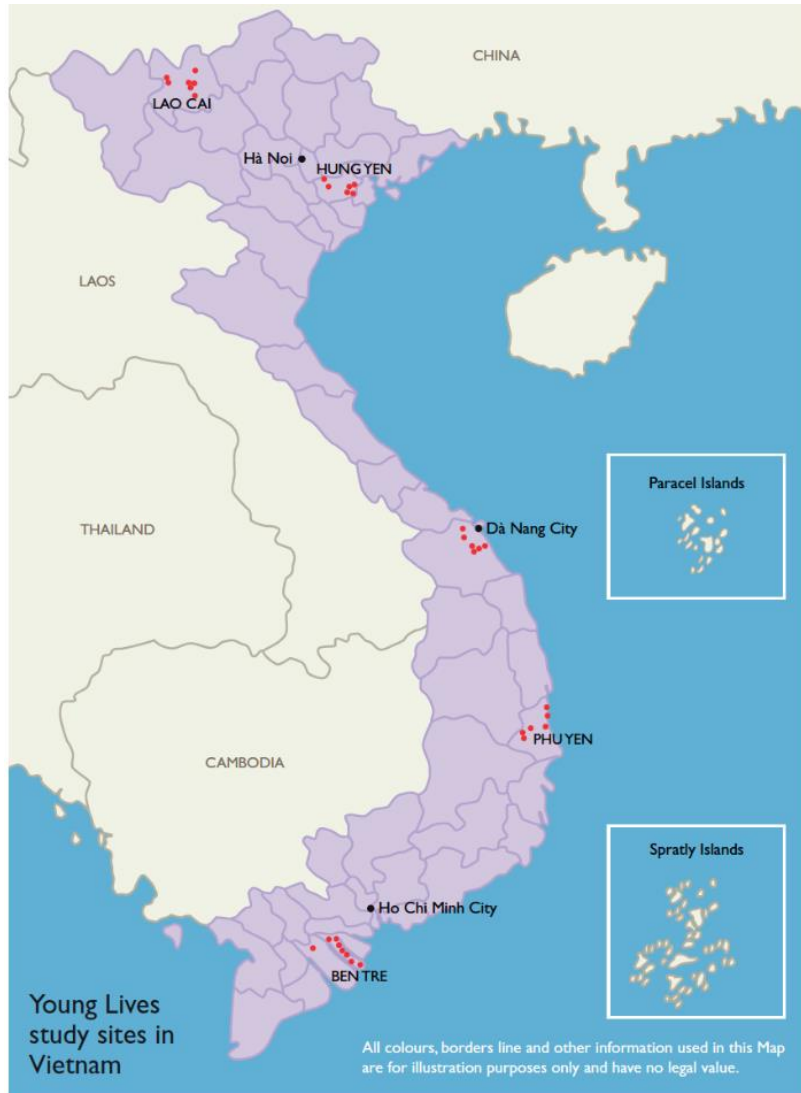 CHINA
LAO CAI
Hà Noi
HUNG YEN
LAOS
Paracel Islands
THAILAND
Dà Nang City
PHU YEN
CAMBODIA
Spratly Islands
Ho Chi Minh City
BEN TRE
Young Lives
study sites in
Vietnam
All colours, borders line and other information used in this Map
are for illustration purposes only and have no legal value.